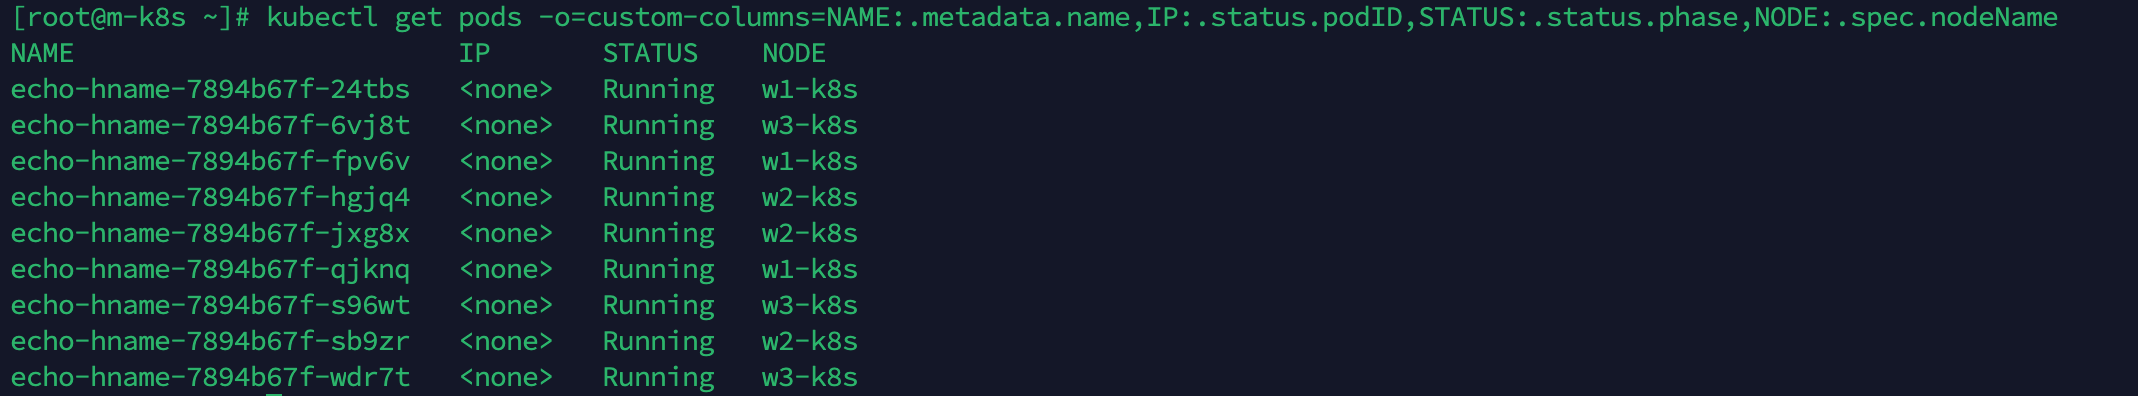 [root@m-k8s ~]# kubectl get pods -o=custom-columns=NAME:.metadata.name,IP:.status.podID,STATUS:.status.phase,NODE:.spec.nodeName
NAME IP STATUS NODE
echo-hname-7894b67f-24tbs <none> Running w1-k8s
echo-hname-7894b67f-6vj8t <none> Running w3-k8s
echo-hname-7894b67f-fpv6v <none> Running w1-k8s
echo-hname-7894b67f-hgjq4 <none> Running w2-k8s
echo-hname-7894b67f-jxg8x <none> Running w2-k8s
echo-hname-7894b67f-qjknq <none> Running w1-k8s
echo-hname-7894b67f-s96wt <none> Running w3-k8s
echo-hname-7894b67f-sb9zr <none> Running w2-k8s
echo-hname-7894b67f-wdr7t <none> Running w3-k8s